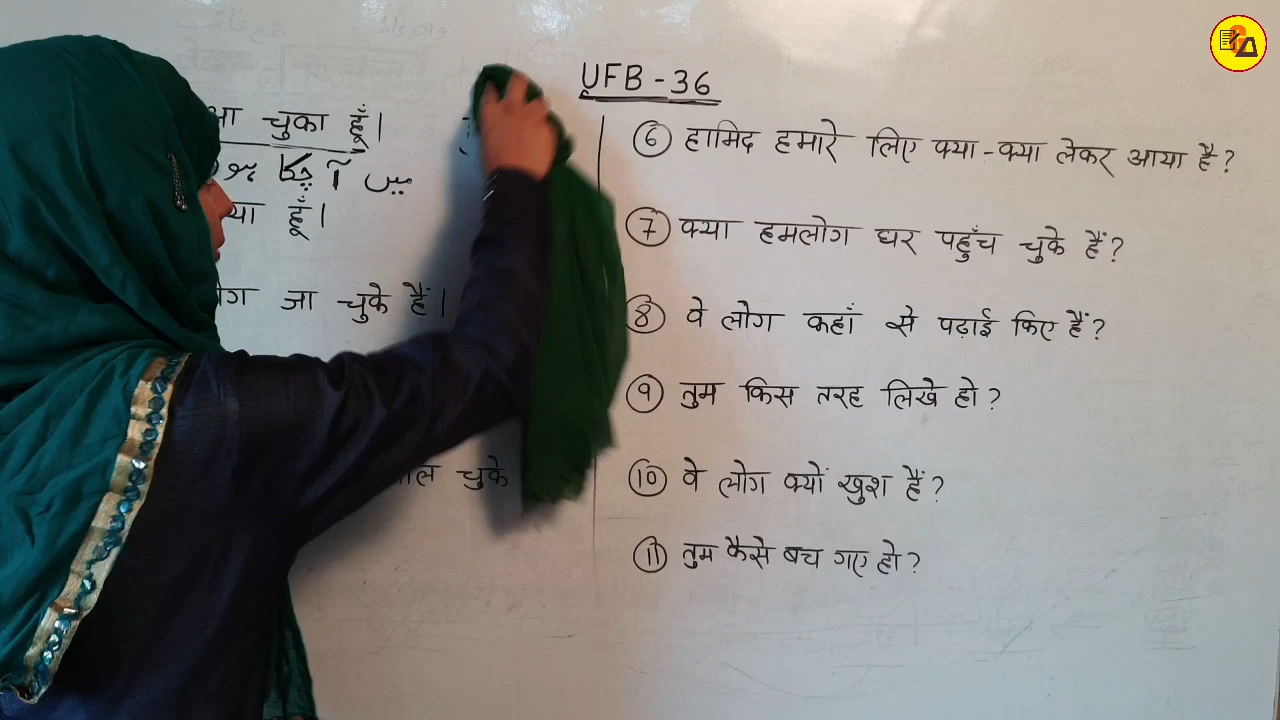 UFB-36
आ चुका हूँ।
میں آ چکا ہوں
या हूँ।
जा चुके हैं।
चुके
⑥ हामिद हमारे लिए क्या-क्या लेकर आया है?
⑦ क्या हमलोग घर पहुँच चुके हैं?
⑧ वे लोग कहाँ से पढ़ाई किए हैं?
⑨ तुम किस तरह लिखे हो?
⑩ वे लोग क्यों खुश हैं?
⑪ तुम कैसे बच गए हो?